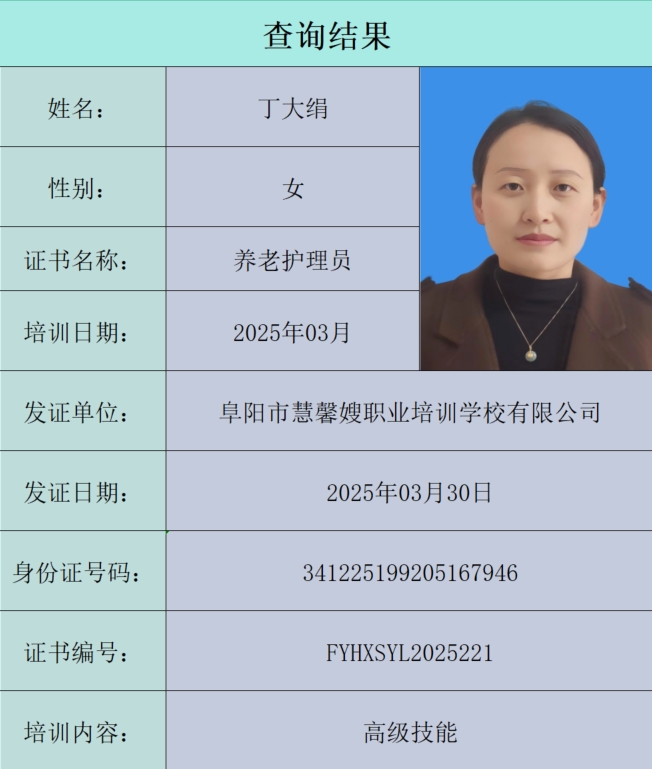 查询结果
姓名： 丁大绢
性别： 女
证书名称： 养老护理员
培训日期： 2025年03月
发证单位： 阜阳市慧馨嫂职业培训学校有限公司
发证日期： 2025年03月30日
身份证号码： 341225199205167946
证书编号： FYHXSYL2025221
培训内容： 高级技能